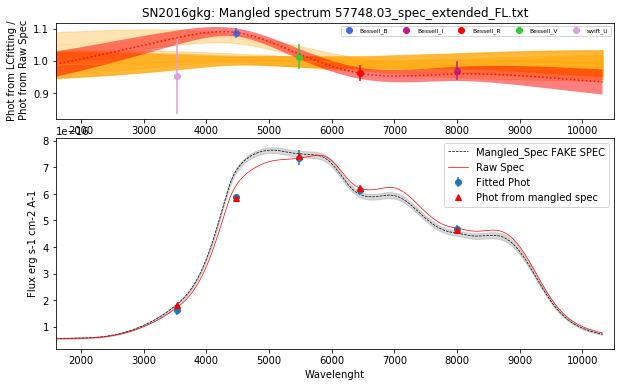 SN2016gkg: Mangled spectrum 57748.03_spec_extended_FL.txt
Phot from LCfitting /
Phot from Raw Spec
1.1
1.0
0.9
Bessell_B
Bessell_I
Bessell_R
Bessell_V
swift_U
2000 3000 4000 5000 6000 7000 8000 9000 10000
1e-16
Flux erg s-1 cm-2 A-1
8
7
6
5
4
3
2
1
Mangled_Spec FAKE SPEC
Raw Spec
Fitted Phot
Phot from mangled spec
2000 3000 4000 5000 6000 7000 8000 9000 10000
Wavelenght